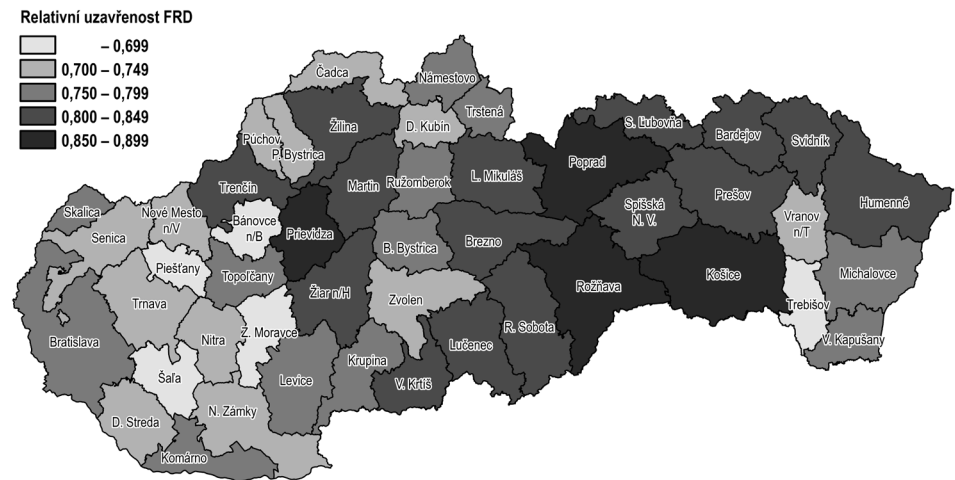 Relativní uzavřenost FRD
– 0,699
0,700 – 0,749
0,750 – 0,799
0,800 – 0,849
0,850 – 0,899
Čadca
Námestovo
Trstená
Púchov
P. Bystrica
Žilina
D. Kubín
S. Ľubovňa
Bardejov
Svidník
Poprad
Trenčín
Martin
Ružomberok
L. Mikuláš
Spišská
N. V.
Prešov
Humenné
Skalica
Senica
Nové Mesto
n/V
Bánovce
n/B
Prievidza
B. Bystrica
Brezno
Vranov
n/T
Piešťany
Topoľčany
Žiar n/H
Zvolen
Rožňava
Košice
Michalovce
Trebišov
Trnava
Bratislava
Nitra
Z. Moravce
Krupina
Lučenec
R. Sobota
V. Kapušany
Šaľa
Levice
V. Krtíš
D. Streda
N. Zámky
Komárno